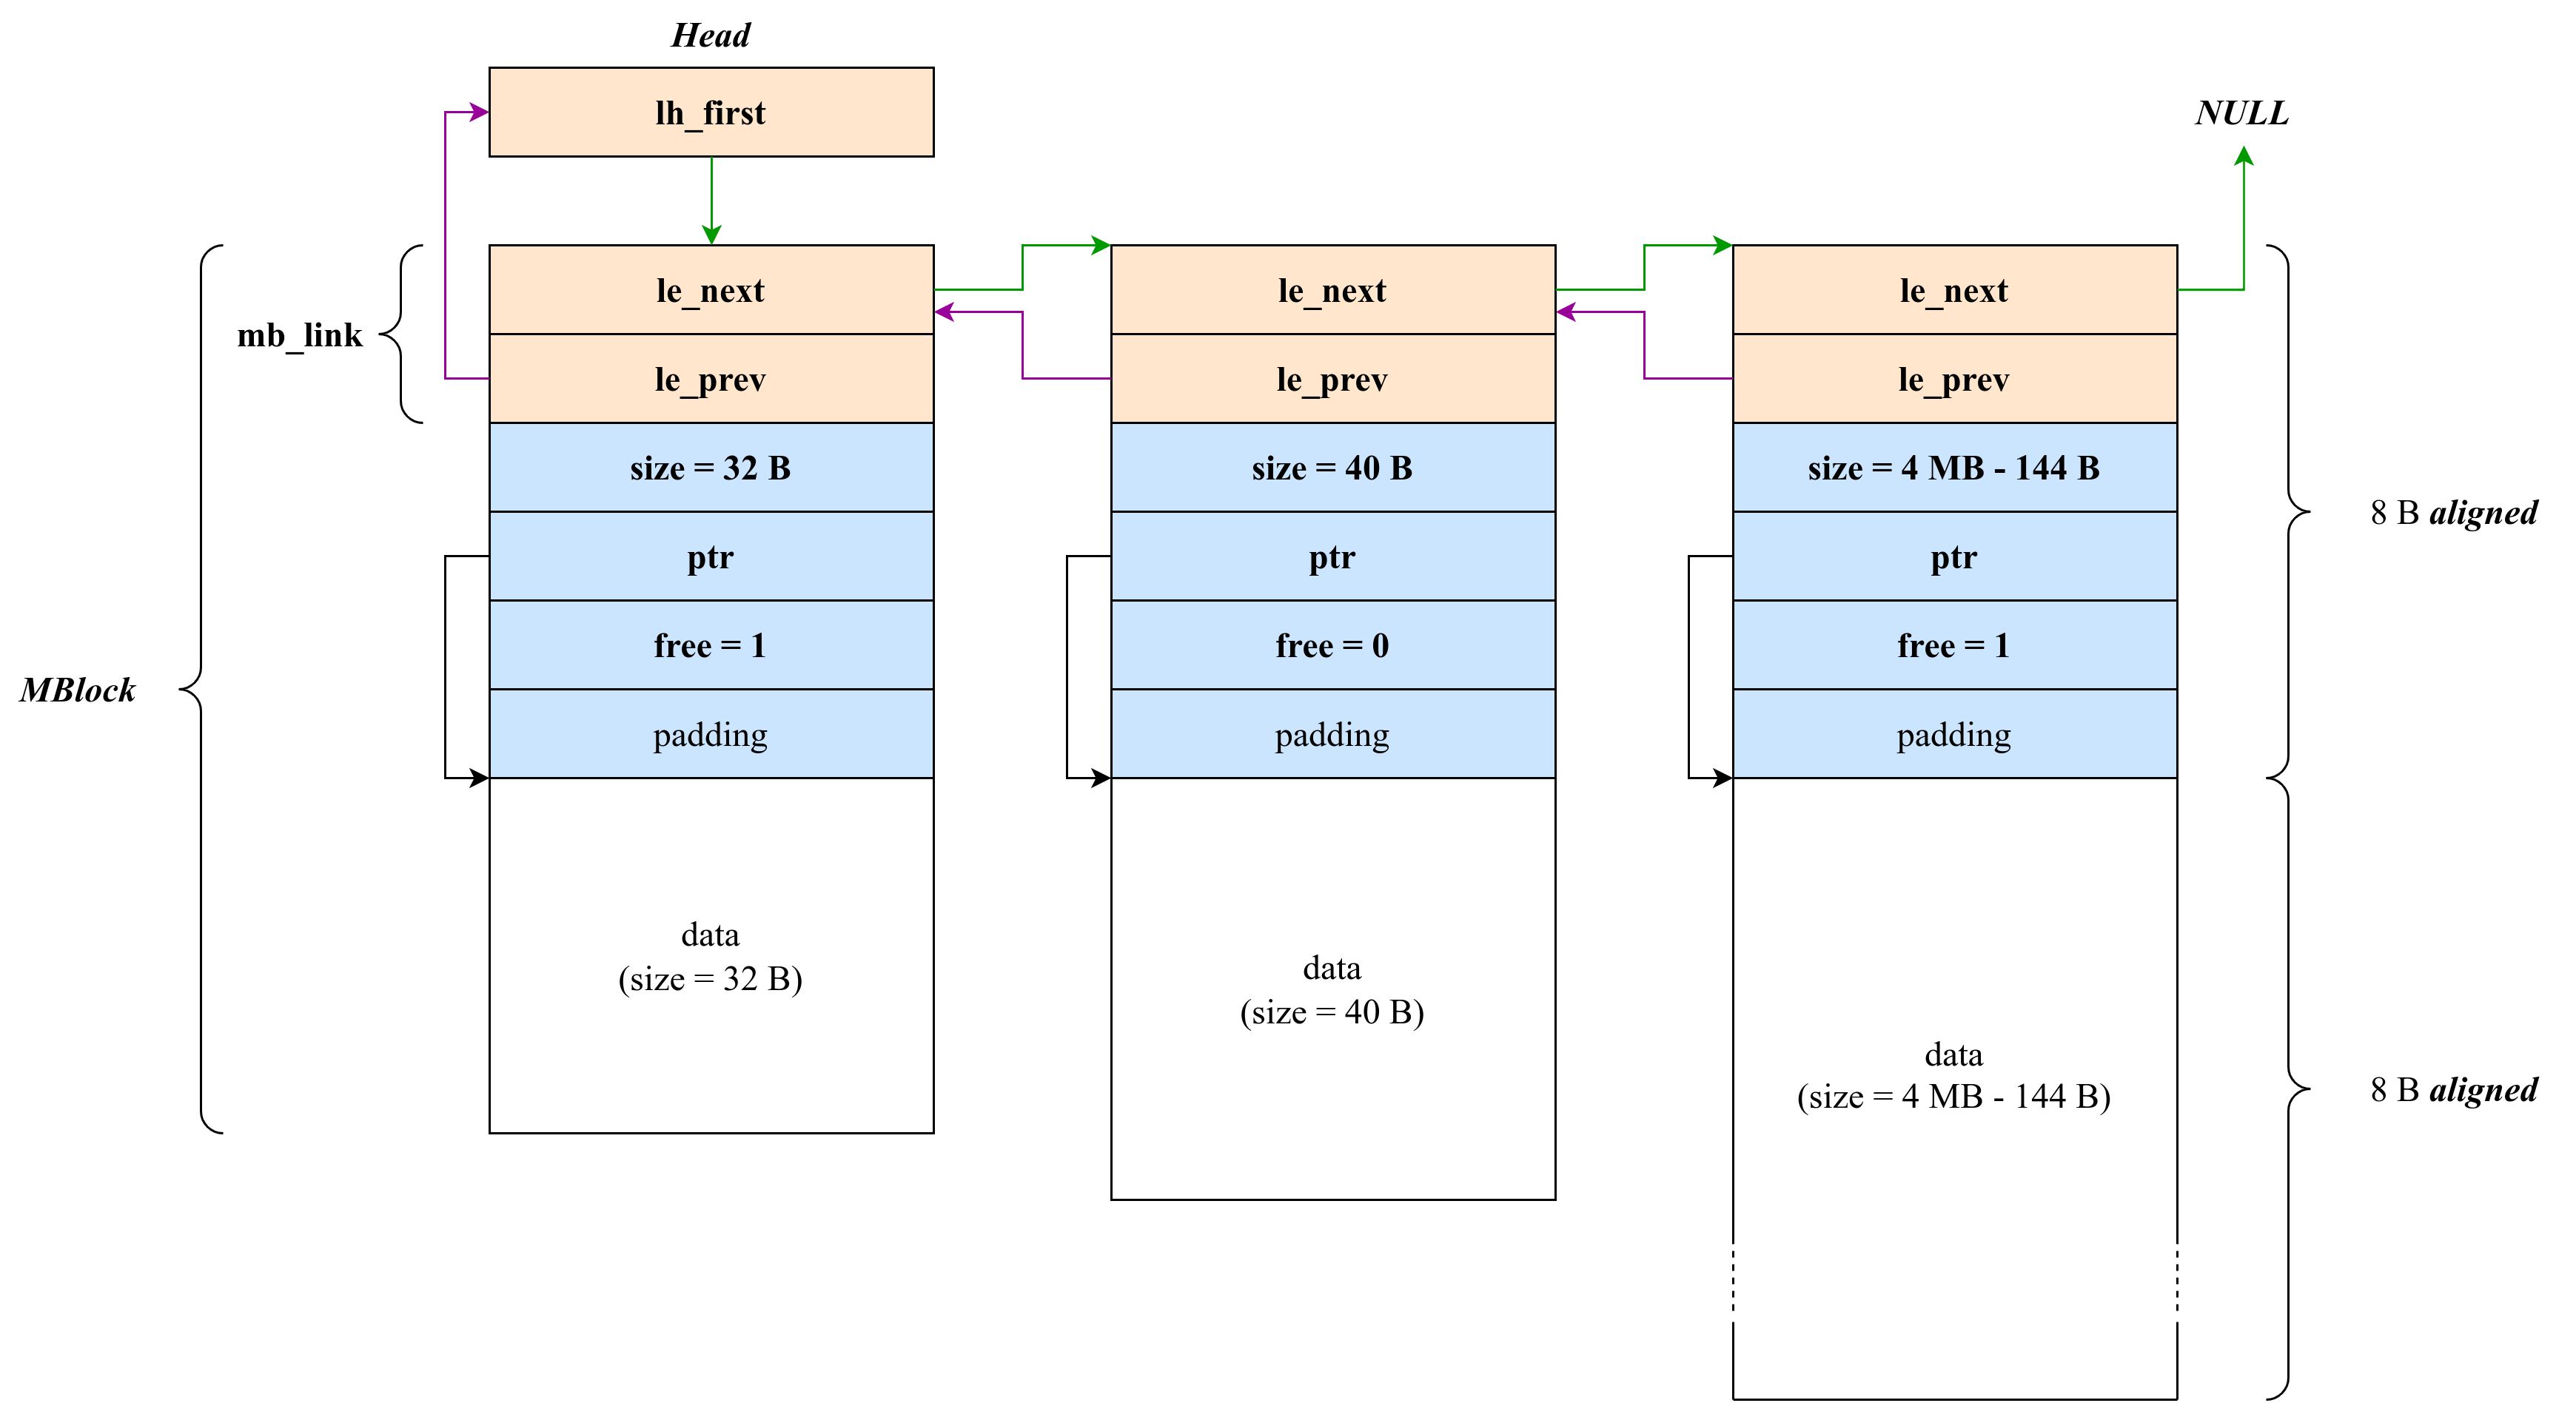 Head
lh_first
NULL
le_next
le_next
le_next
mb_link
le_prev
le_prev
le_prev
size = 32 B
size = 40 B
size = 4 MB - 144 B
8 B aligned
ptr
ptr
ptr
free = 1
free = 0
free = 1
MBlock
padding
padding
padding
data
(size = 32 B)
data
(size = 40 B)
data
(size = 4 MB - 144 B)
8 B aligned